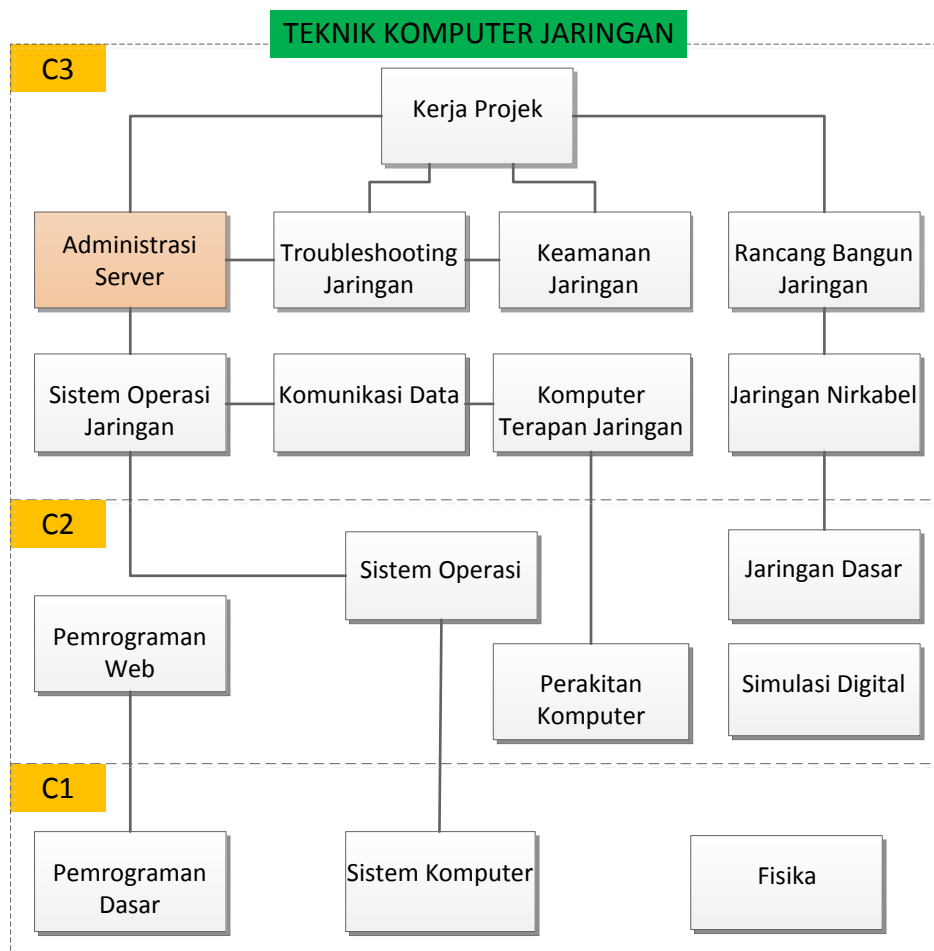 TEKNIK KOMPUTER JARINGAN
C3
Kerja Projek
Administrasi
Server
Troubleshooting
Jaringan
Keamanan
Jaringan
Rancang Bangun
Jaringan
Sistem Operasi
Jaringan
Komunikasi Data
Komputer
Terapan Jaringan
Jaringan Nirkabel
C2
Sistem Operasi
Jaringan Dasar
Pemrograman
Web
Perakitan
Komputer
Simulasi Digital
C1
Pemrograman
Dasar
Sistem Komputer
Fisika